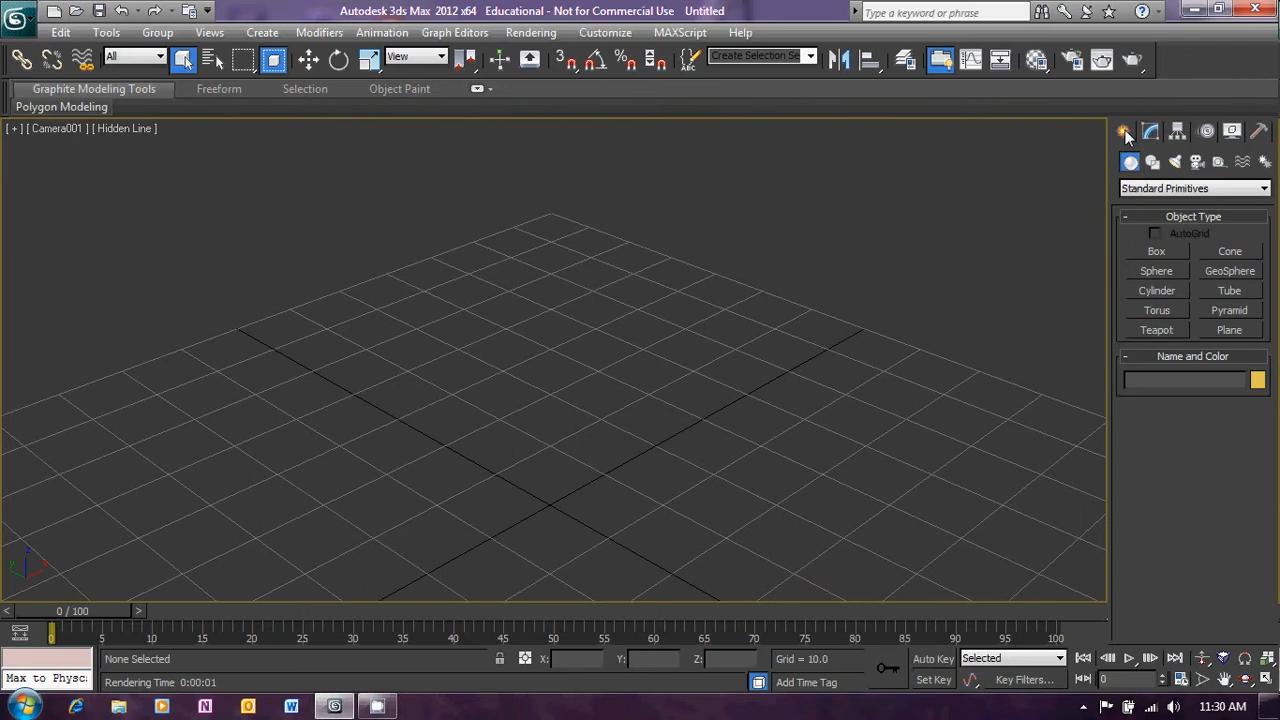 Autodesk 3ds Max 2012 x64 Educational - Not for Commercial Use Untitled
Type a keyword or phrase
Edit Tools Group Views Create Modifiers Animation Graph Editors Rendering Customize MAXScript Help
All View Create Selection Se
Graphite Modeling Tools Freeform Selection Object Paint
Polygon Modeling
[ + ] [ Camera001 ] [ Hidden Line ]
Standard Primitives
- Object Type
AutoGrid
Box Cone
Sphere GeoSphere
Cylinder Tube
Torus Pyramid
Teapot Plane
- Name and Color
z
y x
< 0 / 100 >
0 5 10 15 20 25 30 35 40 45 50 55 60 65 70 75 80 85 90 95 100
None Selected X: Y: Z: Grid = 10.0 Auto Key Selected
Max to Physc: Rendering Time 0:00:01 Add Time Tag Set Key Key Filters... 0
11:30 AM